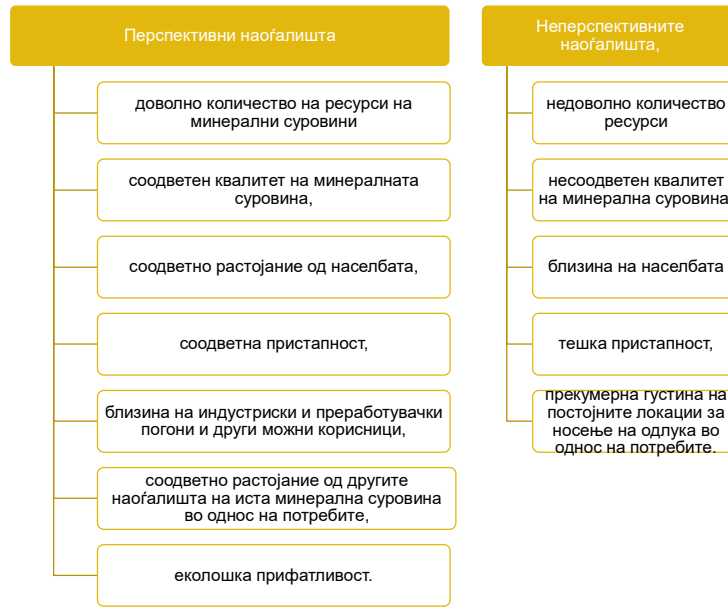 Перспективни наоѓалишта
доволно количество на ресурси на
минерални суровини
соодветен квалитет на минералната
суровина,
соодветно растојание од населбата,
соодветна пристапност,
близина на индустриски и преработувачки
погони и други можни корисници,
соодветно растојание од другите
наоѓалишта на иста минерална суровина
во однос на потребите,
еколошка прифатливост.
Неперспективните
наоѓалишта,
недоволно количество
ресурси
несоодветен квалитет
на минерална суровина
близина на населбата
тешка пристапност,
прекумерна густина на
постојните локации за
носење на одлука во
однос на потребите.